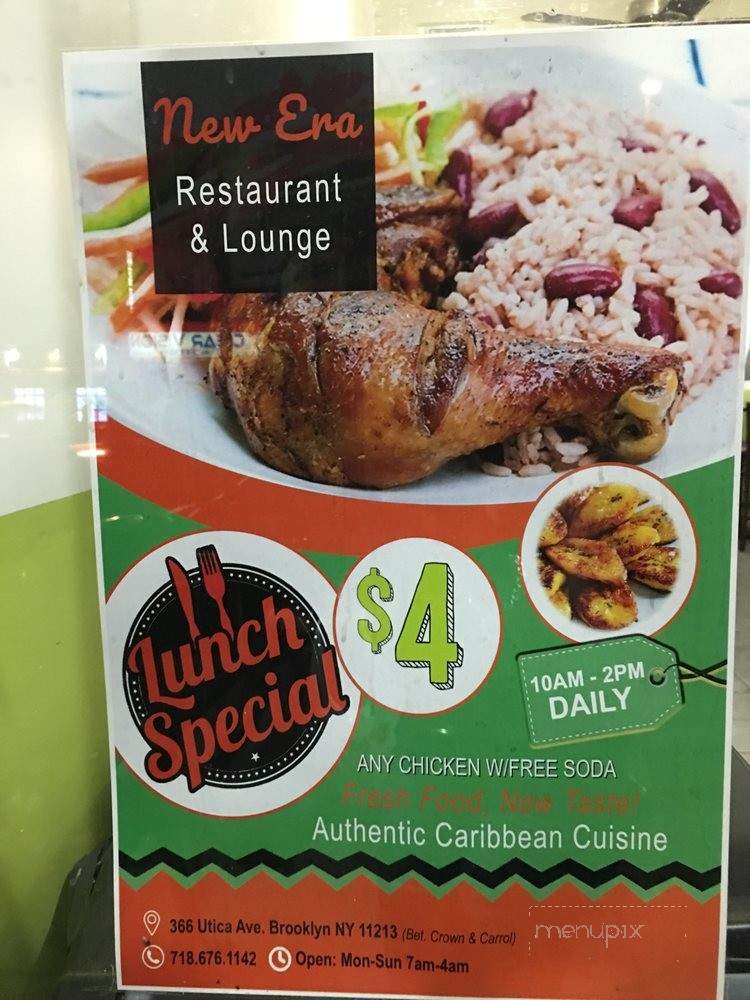 New Era
Restaurant
& Lounge
Lunch
Special
$4
10AM - 2PM
DAILY
ANY CHICKEN W/FREE SODA
Fresh Food, New Taste!
Authentic Caribbean Cuisine
366 Utica Ave. Brooklyn NY 11213 (Bet. Crown & Carrol)
718.676.1142 Open: Mon-Sun 7am-4am
menupix